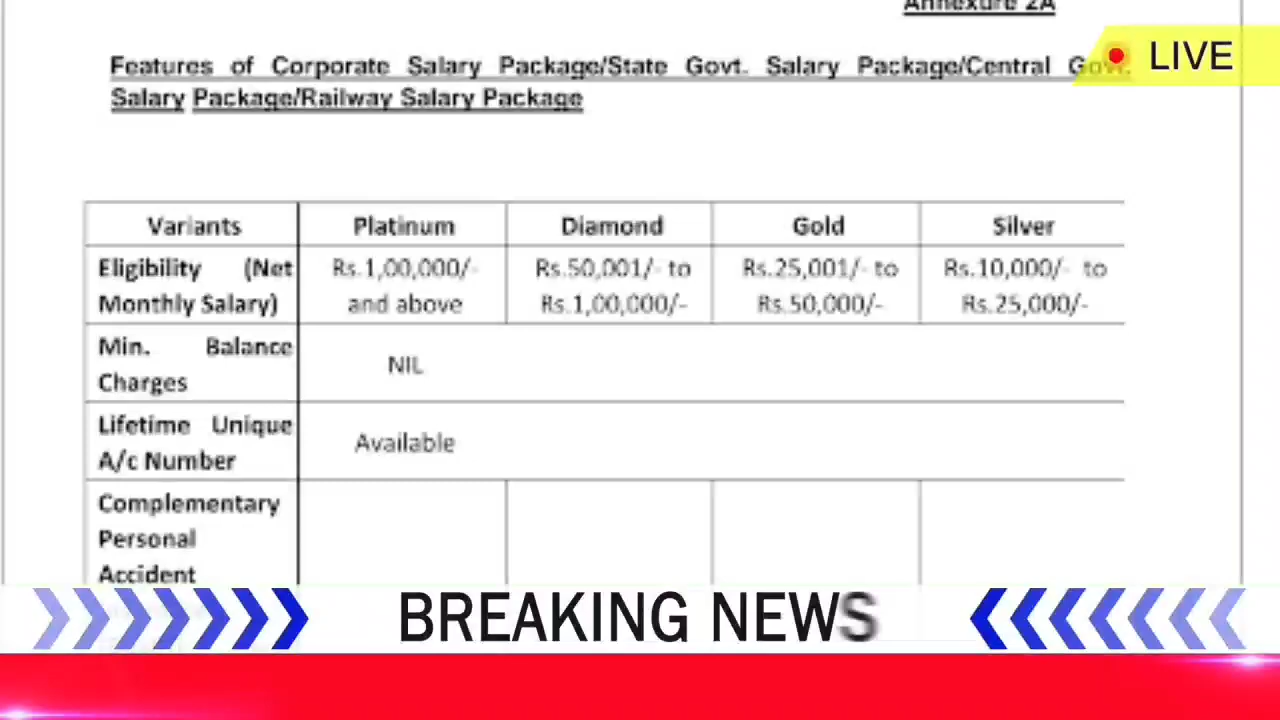 Annexure 2A
LIVE
Features of Corporate Salary Package/State Govt. Salary Package/Central Govt.
Salary Package/Railway Salary Package
Variants Platinum Diamond Gold Silver
Eligibility (Net Rs.1,00,000/- Rs.50,001/- to Rs.25,001/- to Rs.10,000/- to
Monthly Salary) and above Rs.1,00,000/- Rs.50,000/- Rs.25,000/-
Min. Balance
Charges
NIL
Lifetime Unique
A/c Number
Available
Complementary
Personal
Accident
BREAKING NEWS